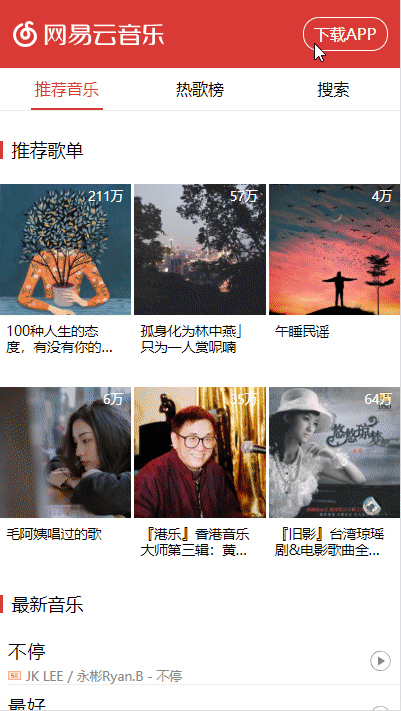 网易云音乐
下载APP
推荐音乐
热歌榜
搜索
推荐歌单
211万
57万
4万
100种人生的态
度，有没有你的...
孤身化为林中燕」
只为一人赏呢喃
午睡民谣
6万
35万
64万
悠悠琼梦
毛阿姨唱过的歌
『港乐』香港音乐
大师第三辑：黄...
『旧影』台湾琼瑶
剧&电影歌曲全...
最新音乐
不停
SQ JK LEE / 永彬Ryan.B - 不停
最好